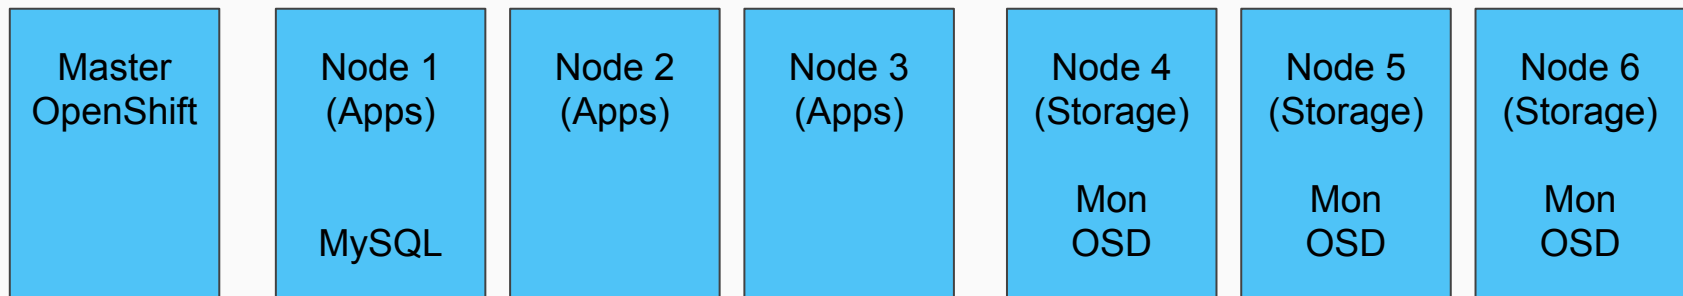 Master
OpenShift
Node 1
(Apps)
MySQL
Node 2
(Apps)
Node 3
(Apps)
Node 4
(Storage)
Mon
OSD
Node 5
(Storage)
Mon
OSD
Node 6
(Storage)
Mon
OSD